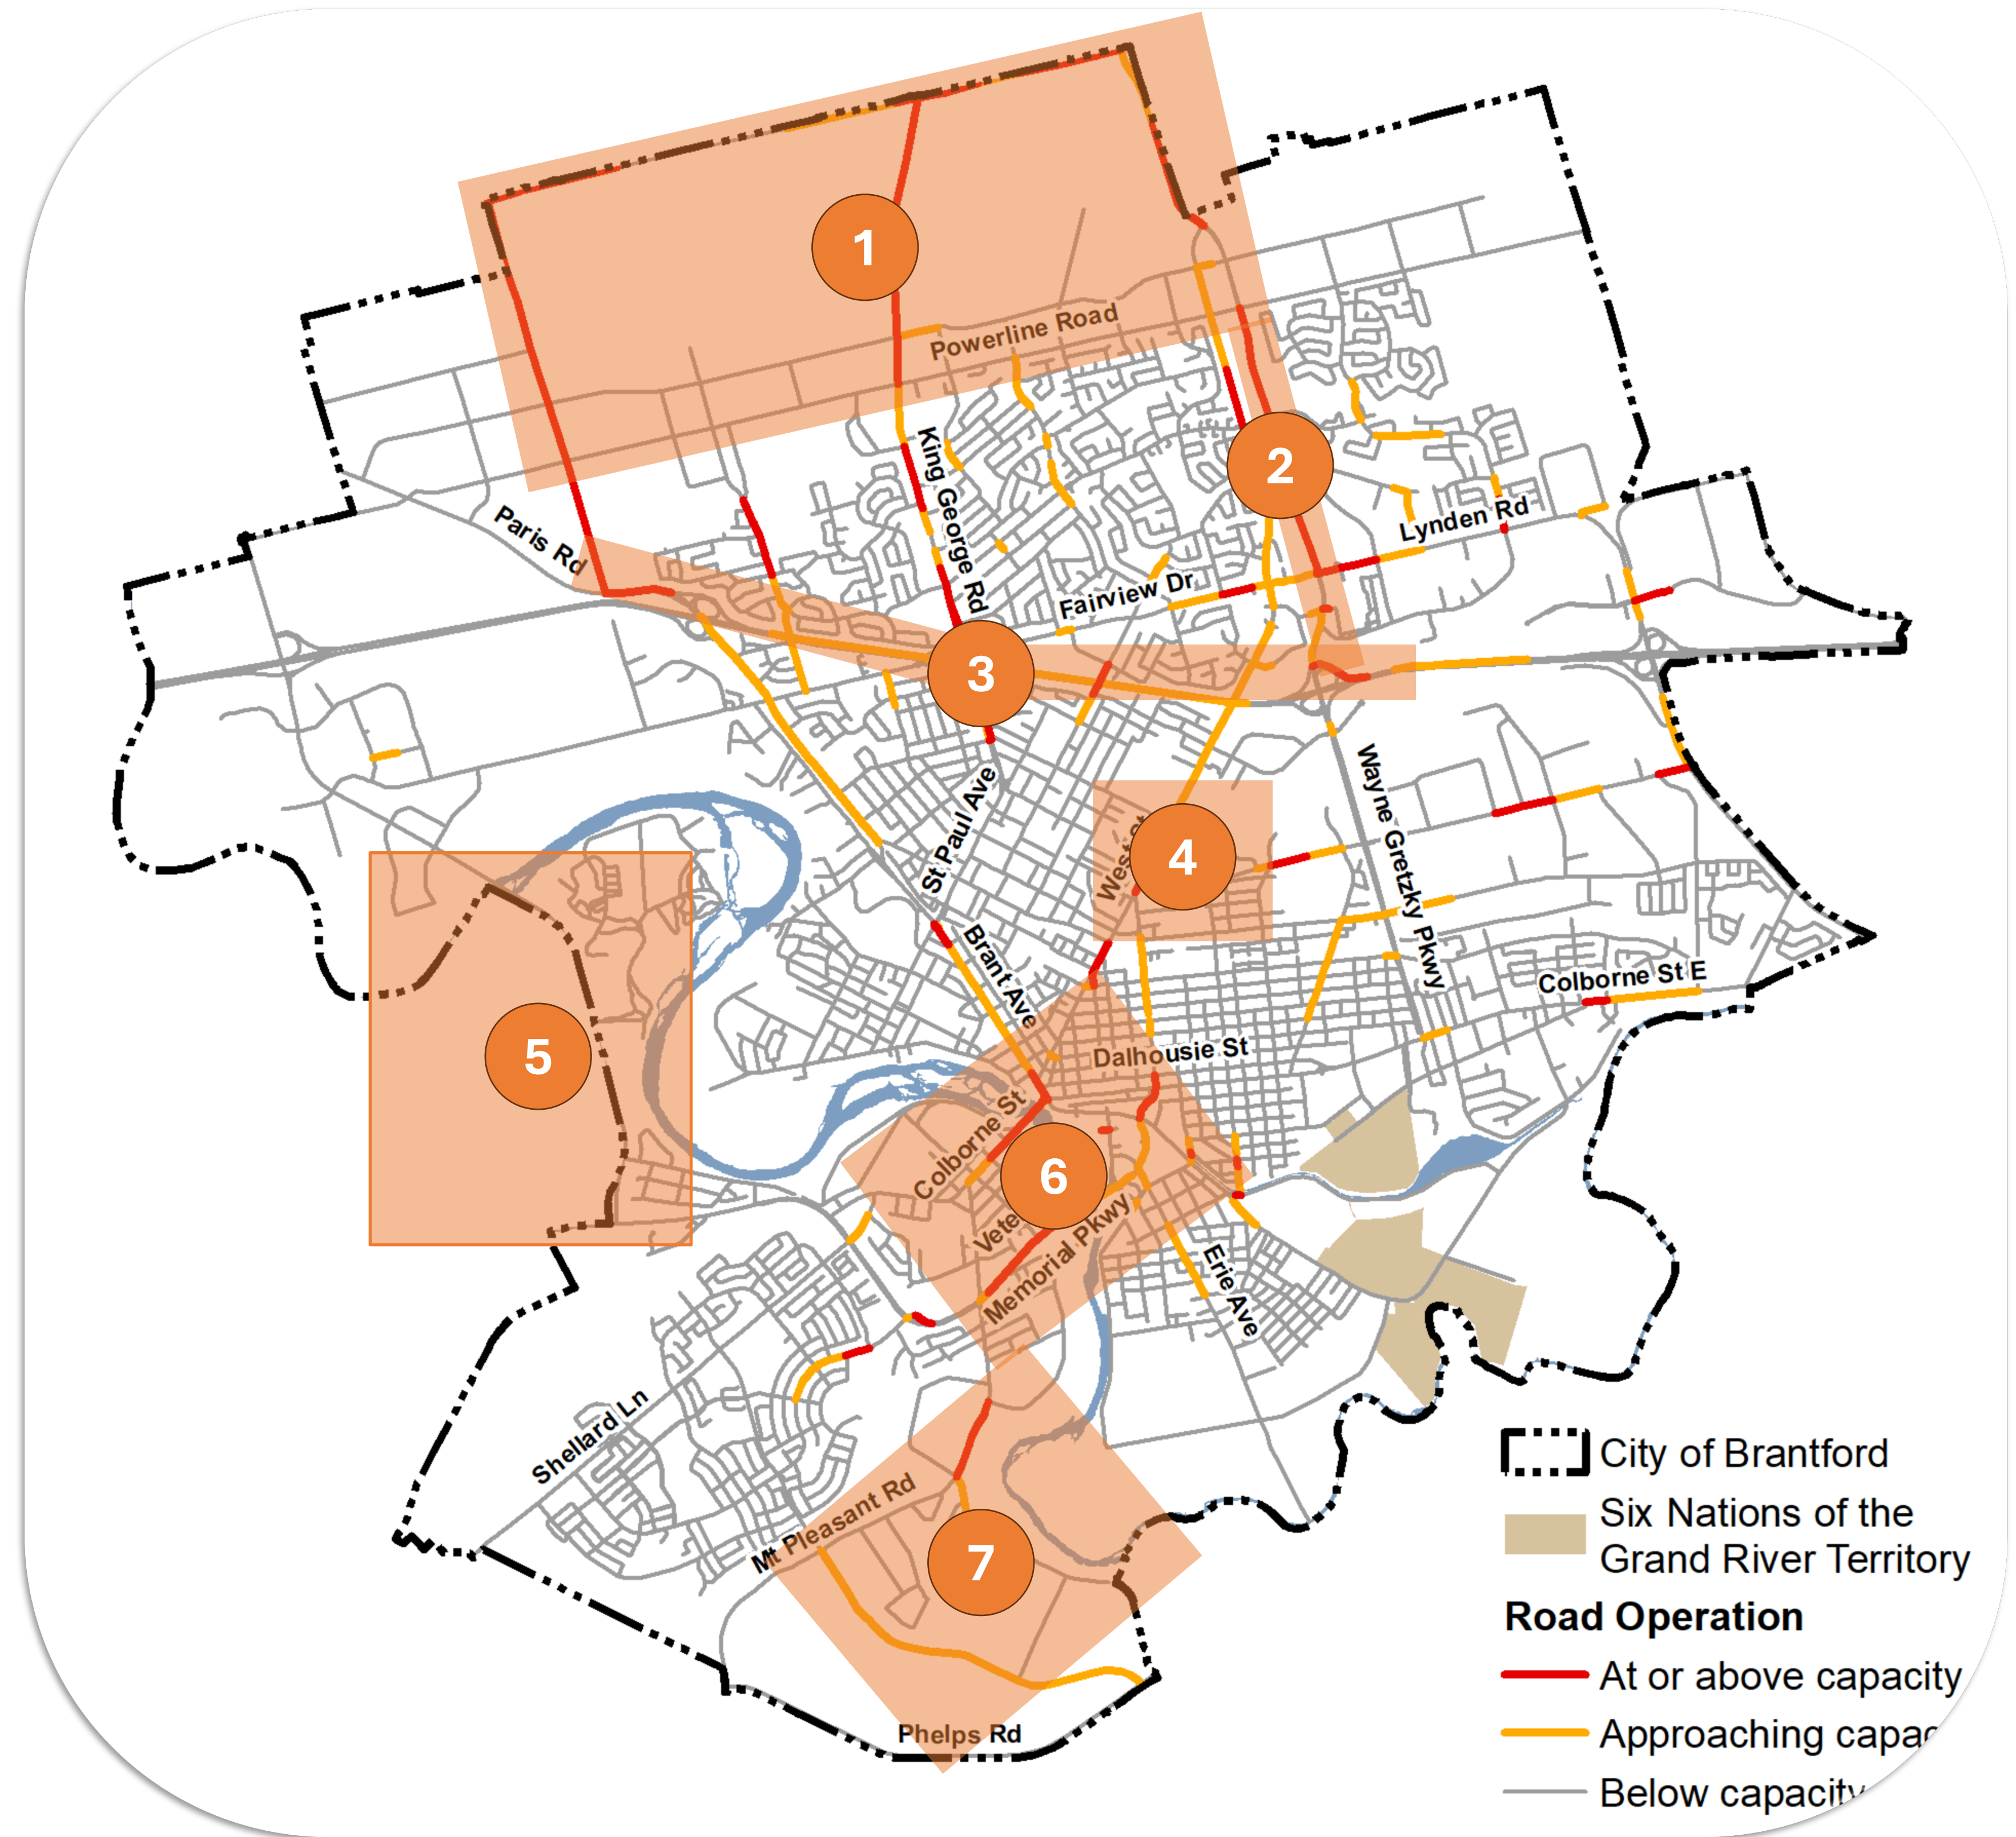 1
Powerline Road
King George Rd
2
Lynden Rd
Paris Rd
Fairview Dr
3
Wayne Gretzky Pkwy
St Paul Ave
4
Brant Ave
Colborne St E
5
Dalhousie St
Colborne St
6
Memorial Pkwy
Erie Ave
Shellard Ln
Mt Pleasant Rd
7
Phelps Rd
City of Brantford
Six Nations of the
Grand River Territory
Road Operation
At or above capacity
Approaching
Below capacity